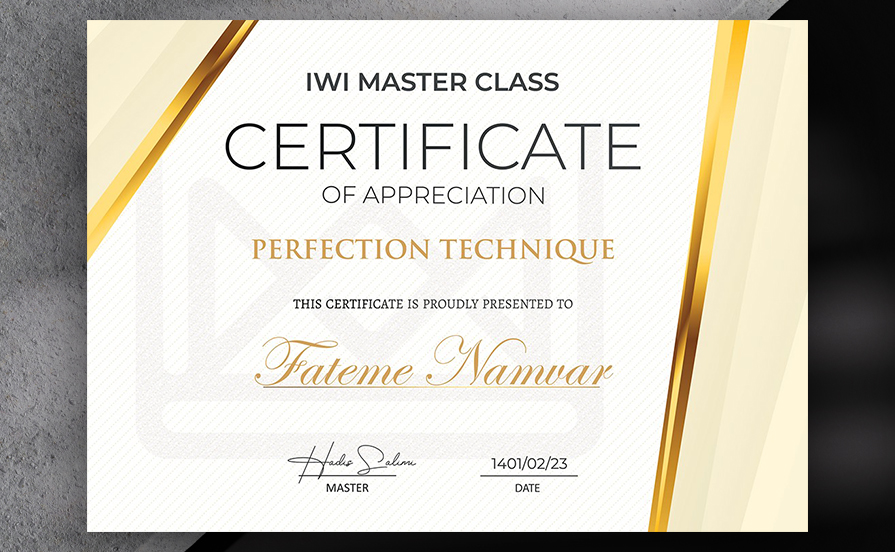 IWI MASTER CLASS
CERTIFICATE
OF APPRECIATION
PERFECTION TECHNIQUE
THIS CERTIFICATE IS PROUDLY PRESENTED TO
Fateme Namvar
Hadis Salimi
1401/02/23
MASTER
DATE